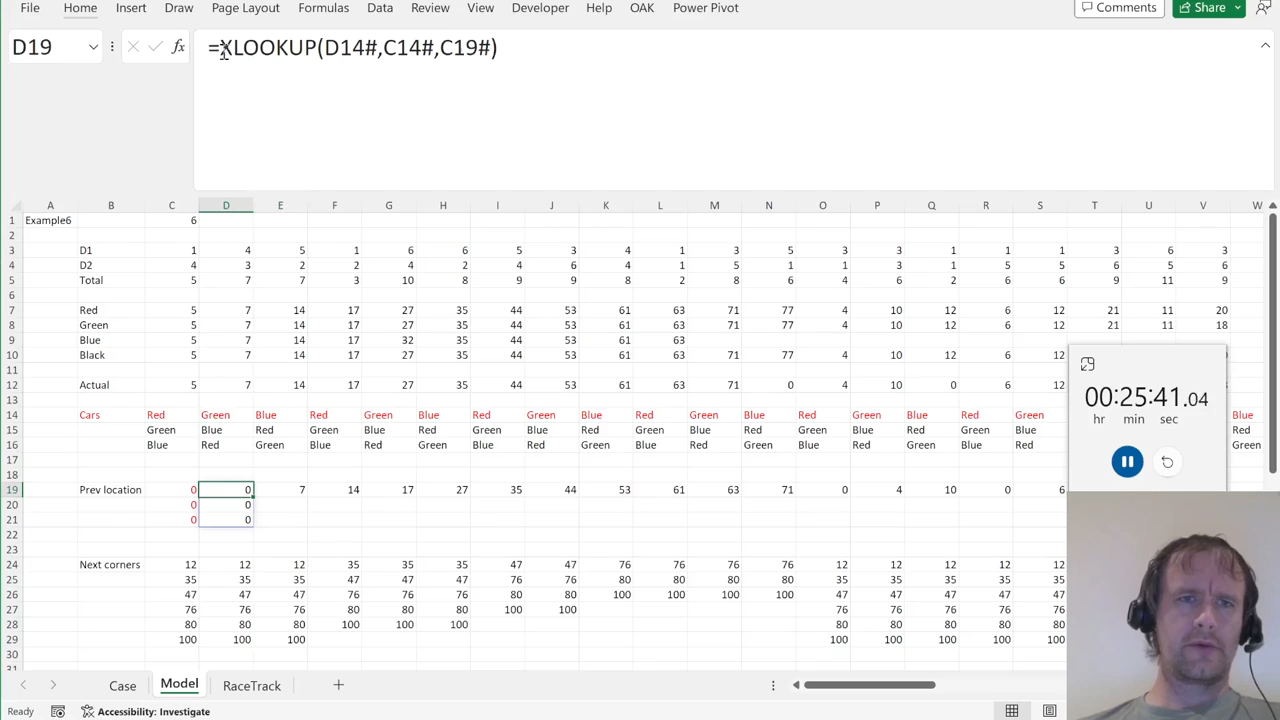 File Home Insert Draw Page Layout Formulas Data Review View Developer Help OAK Power Pivot Comments Share
D19 fx =XLOOKUP(D14#,C14#,C19#)
A B C D E F G H I J K L M N O P Q R S T U V W
1 Example6 6
2
3 D1 1 4 5 1 6 6 5 3 4 1 3 5 3 3 1 1 1 3 6 3
4 D2 4 3 2 2 4 2 4 6 4 1 5 1 1 3 1 5 5 6 5 6
5 Total 5 7 7 3 10 8 9 9 8 2 8 6 4 6 2 6 6 9 11 9
6
7 Red 5 7 14 17 27 35 44 53 61 63 71 77 4 10 12 6 12 21 11 20
8 Green 5 7 14 17 27 35 44 53 61 63 71 77 4 10 12 6 12 21 11 18
9 Blue 5 7 14 17 32 35 44 53 61 63
10 Black 5 7 14 17 27 35 44 53 61 63 71 77 4 10 12 6 12
11
12 Actual 5 7 14 17 27 35 44 53 61 63 71 0 4 10 0 6 12
13
14 Cars Red Green Blue Red Green Blue Red Green Blue Red Green Blue Red Green Blue Red Green Blue
15 Green Blue Red Green Blue Red Green Blue Red Green Blue Red Green Blue Red Green Blue Red
16 Blue Red Green Blue Red Green Blue Red Green Blue Red Green Blue Red Green Blue Red Green
17
18
19 Prev location 0 0 7 14 17 27 35 44 53 61 63 71 0 4 10 0 6
20 0 0
21 0 0
22
23
24 Next corners 12 12 12 35 35 35 47 47 76 76 76 76 12 12 12 12 12
25 35 35 35 47 47 47 76 76 80 80 80 80 35 35 35 35 35
26 47 47 47 76 76 76 80 80 100 100 100 100 47 47 47 47 47
27 76 76 76 80 80 80 100 100 76 76 76 76 76
28 80 80 80 100 100 100 80 80 80 80 80
29 100 100 100 100 100 100 100 100
30
31
00:25:41.04
hr min sec
Case Model RaceTrack
Ready Accessibility: Investigate